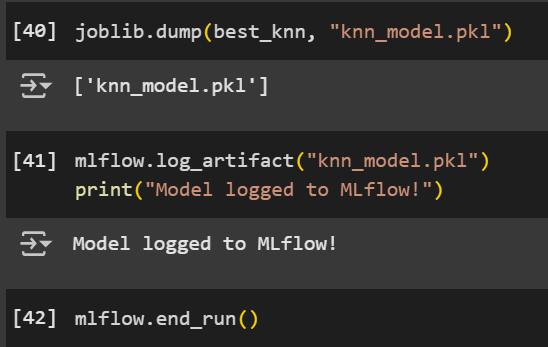 [40] joblib.dump(best_knn, "knn_model.pkl")
['knn_model.pkl']
[41] mlflow.log_artifact("knn_model.pkl")
print("Model logged to MLflow!")
Model logged to MLflow!
[42] mlflow.end_run()